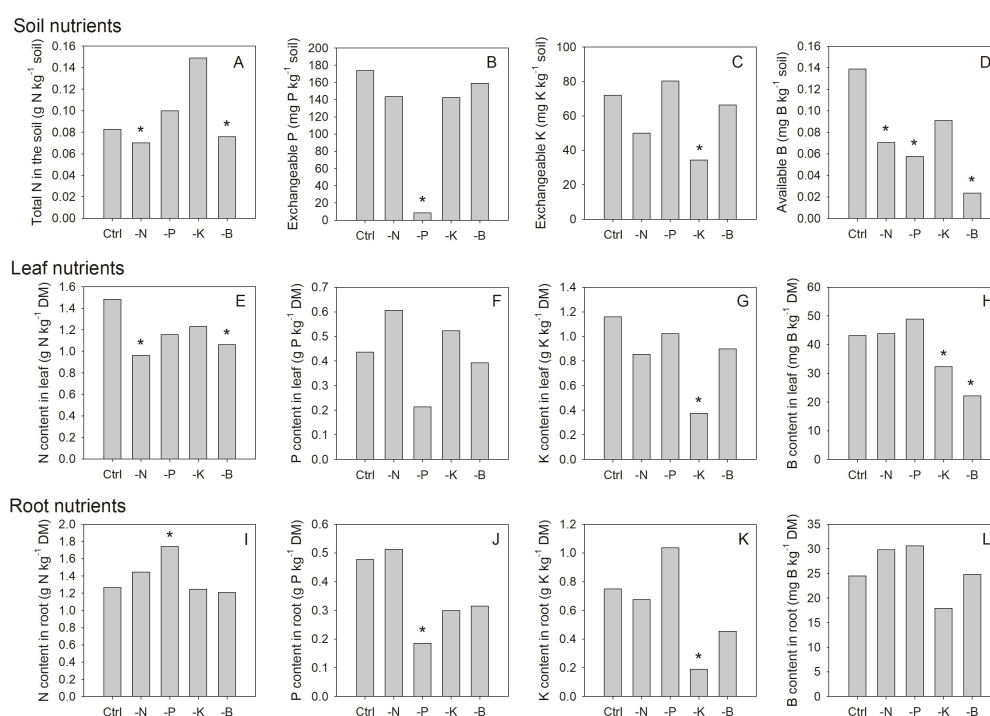 Soil nutrients
Total N in the soil (g N kg⁻¹ soil)
0.16
0.14
0.12
0.10
0.08
0.06
0.04
0.02
0.00
A
*
*
Ctrl -N -P -K -B
Exchangeable P (mg P kg⁻¹ soil)
200
180
160
140
120
100
80
60
40
20
0
B
*
Ctrl -N -P -K -B
Exchangeable K (mg K kg⁻¹ soil)
100
80
60
40
20
0
C
*
Ctrl -N -P -K -B
Available B (mg B kg⁻¹ soil)
0.16
0.14
0.12
0.10
0.08
0.06
0.04
0.02
0.00
D
*
*
*
Ctrl -N -P -K -B
Leaf nutrients
N content in leaf (g N kg⁻¹ DM)
1.6
1.4
1.2
1.0
0.8
0.6
0.4
0.2
0.0
E
*
*
Ctrl -N -P -K -B
P content in leaf (g P kg⁻¹ DM)
0.7
0.6
0.5
0.4
0.3
0.2
0.1
0.0
F
Ctrl -N -P -K -B
K content in leaf (g K kg⁻¹ DM)
1.4
1.2
1.0
0.8
0.6
0.4
0.2
0.0
G
*
Ctrl -N -P -K -B
B content in leaf (mg B kg⁻¹ DM)
60
50
40
30
20
10
0
H
*
*
Ctrl -N -P -K -B
Root nutrients
N content in root (g N kg⁻¹ DM)
2.0
1.8
1.6
1.4
1.2
1.0
0.8
0.6
0.4
0.2
0.0
I
*
Ctrl -N -P -K -B
P content in root (g P kg⁻¹ DM)
0.6
0.5
0.4
0.3
0.2
0.1
0.0
J
*
Ctrl -N -P -K -B
K content in root (g K kg⁻¹ DM)
1.2
1.0
0.8
0.6
0.4
0.2
0.0
K
*
Ctrl -N -P -K -B
B content in root (mg B kg⁻¹ DM)
35
30
25
20
15
10
5
0
L
Ctrl -N -P -K -B